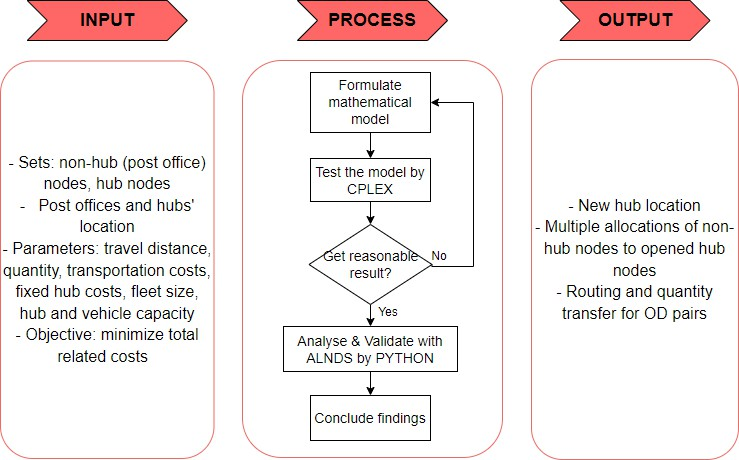 INPUT
PROCESS
OUTPUT
- Sets: non-hub (post office)
nodes, hub nodes
- Post offices and hubs'
location
- Parameters: travel distance,
quantity, transportation costs,
fixed hub costs, fleet size,
hub and vehicle capacity
- Objective: minimize total
related costs
Formulate
mathematical
model
Test the model by
CPLEX
Get reasonable
result?
No
Yes
Analyse & Validate with
ALNDS by PYTHON
Conclude findings
- New hub location
- Multiple allocations of non-
hub nodes to opened hub
nodes
- Routing and quantity
transfer for OD pairs